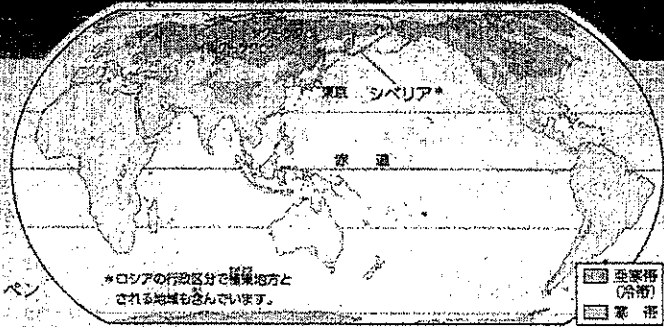 東京 シベリア*
赤 道
*ロシアの行政区分で極東地方と
される地域もふくんでいます。
ペン
亜寒帯
(冷帯)
寒 帯